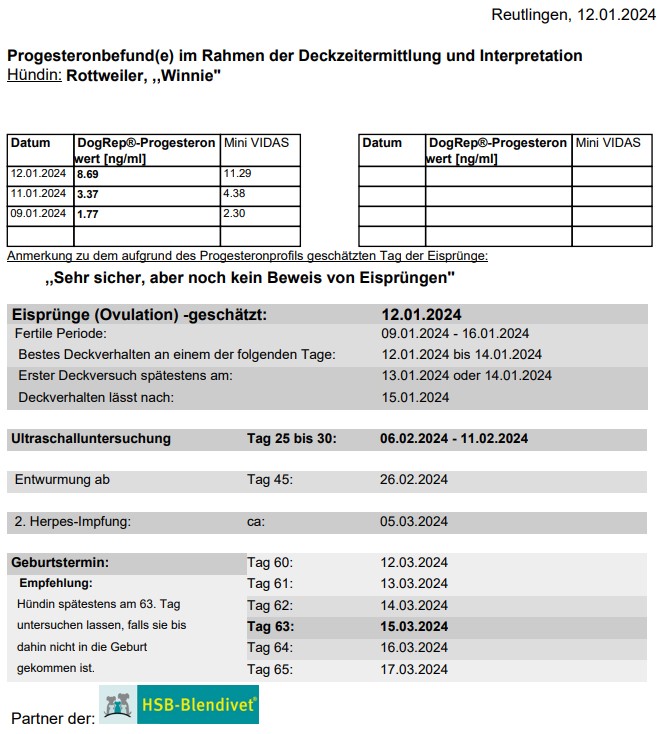 Reutlingen, 12.01.2024
Progesteronbefund(e) im Rahmen der Deckzeitermittlung und Interpretation
Hündin: Rottweiler, ,,Winnie"
Datum DogRep®-Progesteron Mini VIDAS
wert [ng/ml]
12.01.2024 8.69 11.29
11.01.2024 3.37 4.38
09.01.2024 1.77 2.30
Datum DogRep®-Progesteron Mini VIDAS
wert [ng/ml]
Anmerkung zu dem aufgrund des Progesteronprofils geschätzten Tag der Eisprünge:
,,Sehr sicher, aber noch kein Beweis von Eisprüngen"
Eisprünge (Ovulation) -geschätzt: 12.01.2024
Fertile Periode: 09.01.2024 - 16.01.2024
Bestes Deckverhalten an einem der folgenden Tage: 12.01.2024 bis 14.01.2024
Erster Deckversuch spätestens am: 13.01.2024 oder 14.01.2024
Deckverhalten lässt nach: 15.01.2024
Ultraschalluntersuchung Tag 25 bis 30: 06.02.2024 - 11.02.2024
Entwurmung ab Tag 45: 26.02.2024
2. Herpes-Impfung: ca: 05.03.2024
Geburtstermin: Tag 60: 12.03.2024
Empfehlung: Tag 61: 13.03.2024
Hündin spätestens am 63. Tag Tag 62: 14.03.2024
untersuchen lassen, falls sie bis Tag 63: 15.03.2024
dahin nicht in die Geburt Tag 64: 16.03.2024
gekommen ist. Tag 65: 17.03.2024
Partner der: HSB-Blendivet®